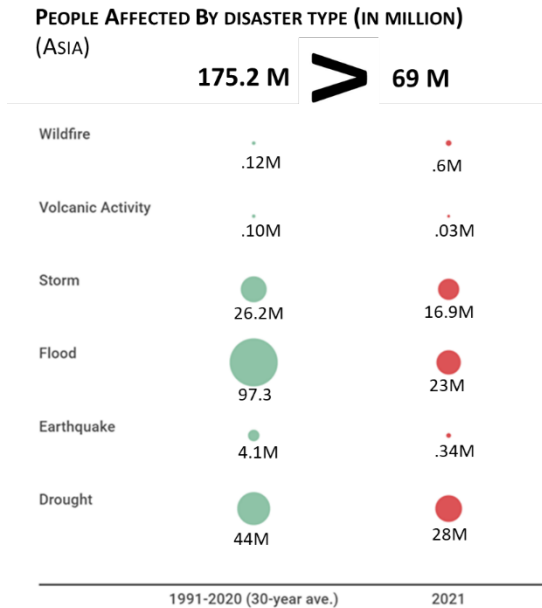 PEOPLE AFFECTED BY DISASTER TYPE (IN MILLION)
(ASIA)
175.2 M > 69 M
Wildfire
.12M .6M
Volcanic Activity
.10M .03M
Storm
26.2M 16.9M
Flood
97.3 23M
Earthquake
4.1M .34M
Drought
44M 28M
1991-2020 (30-year ave.) 2021